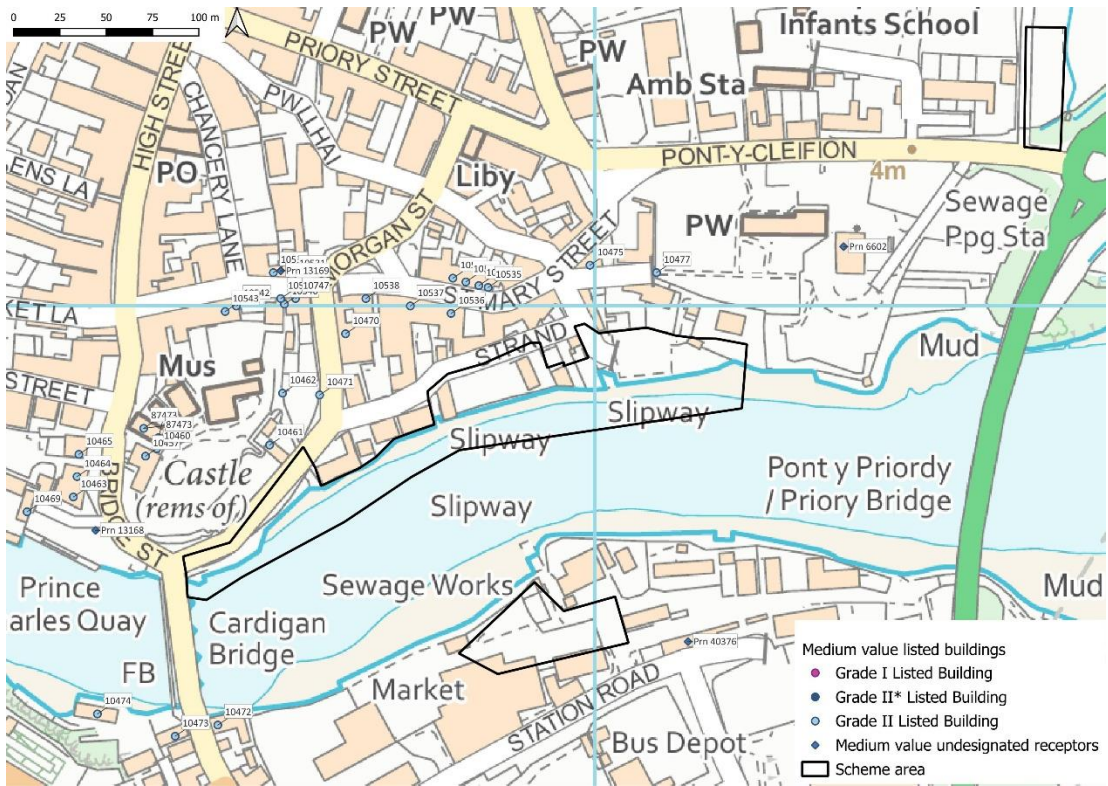 0 25 50 75 100 m
PW
PRIORY STREET
PW
Infants School
Amb Sta
HIGH STREET
PWLLHAI
CHANCERY LANE
PO
Liby
PONT-Y-CLEIFION
4m
MORGAN ST
PW
Sewage
Ppg Sta
Prn 6602
10475
10477
Prn 13169
10535
10747
10538
10537
10536
10543
ST MARY STREET
10470
STRAND
Mud
Mus
STREET
10462
10471
87473
87473
10460
10461
10465
10464
10463
10469
Castle
(rems of)
Slipway
Slipway
Slipway
Prn 13168
BRIDGE ST
Pont y Priordy
/ Priory Bridge
Prince
arles Quay
Sewage Works
Cardigan
Bridge
FB
Market
Prn 40376
STATION ROAD
Bus Depot
Mud
10474
10473
10472
Medium value listed buildings
Grade I Listed Building
Grade II* Listed Building
Grade II Listed Building
Medium value undesignated receptors
Scheme area